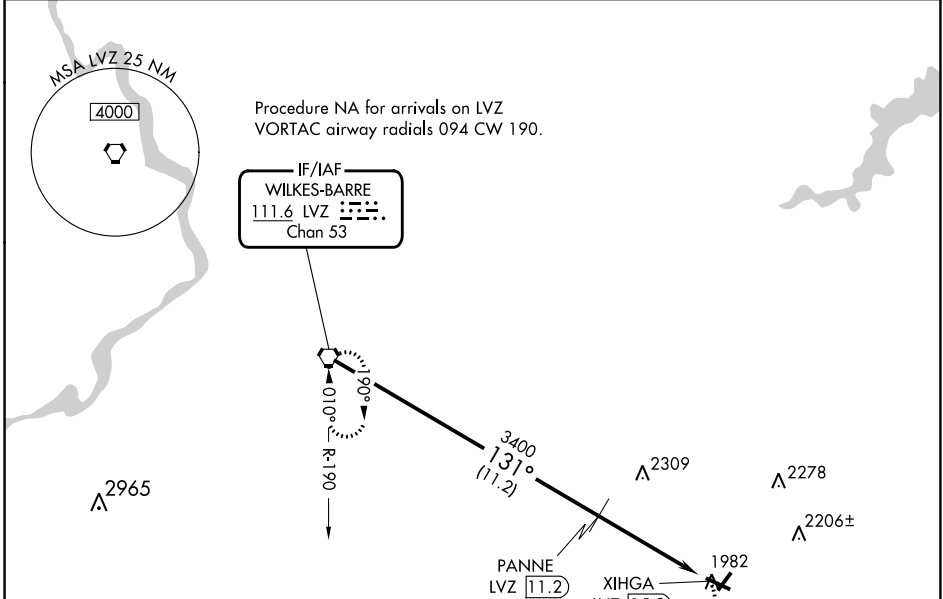 MSA LVZ 25 NM
4000
Procedure NA for arrivals on LVZ
VORTAC airway radials 094 CW 190.
IF/IAF
WILKES-BARRE
111.6 LVZ
Chan 53
190°
010°
R-190
3400
131°
(11.2)
2309
2278
2965
2206±
1982
PANNE
LVZ 11.2
XIHGA